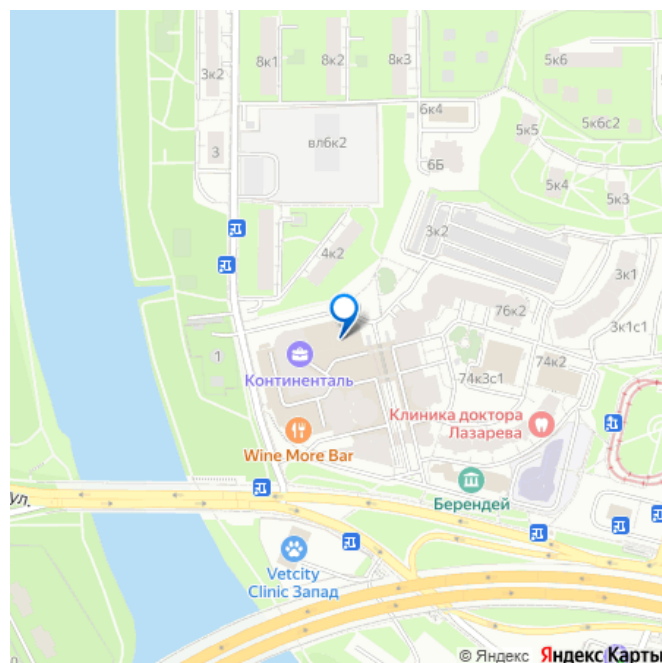 8к1
8к2
8к3
5к6
3к2
6к4
5к6с2
5к5
вл6к2
3
6Б
5к4
5к3
3к2
4к2
3к1
76к2
3к1с1
1
74к2
Континенталь
74к3с1
Клиника доктора
Лазарева
Wine More Bar
ул.
Берендей
Vetcity
Clinic Запад
© Яндекс Яндекс Карты